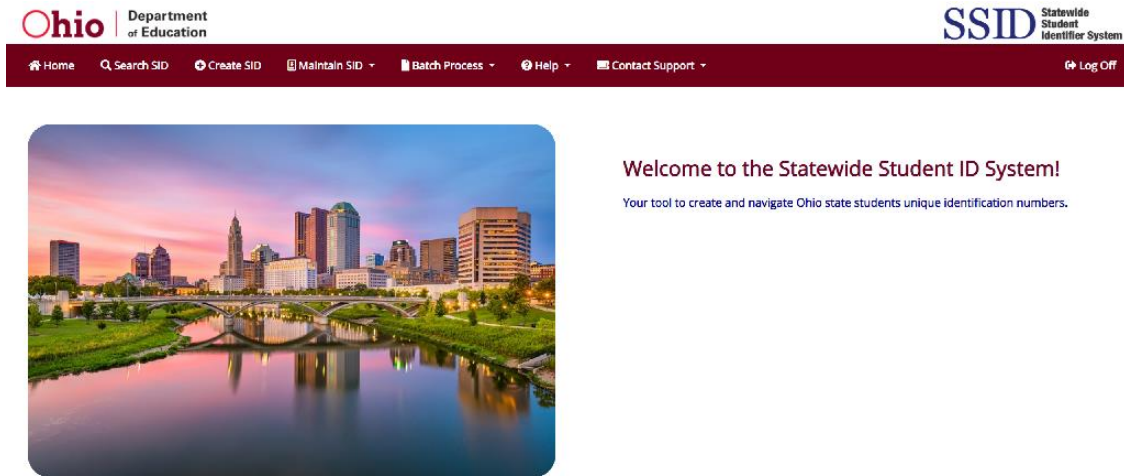 Ohio Department of Education
SSID Statewide Student Identifier System
Home Search SID Create SID Maintain SID Batch Process Help Contact Support Log Off
Welcome to the Statewide Student ID System!
Your tool to create and navigate Ohio state students unique identification numbers.